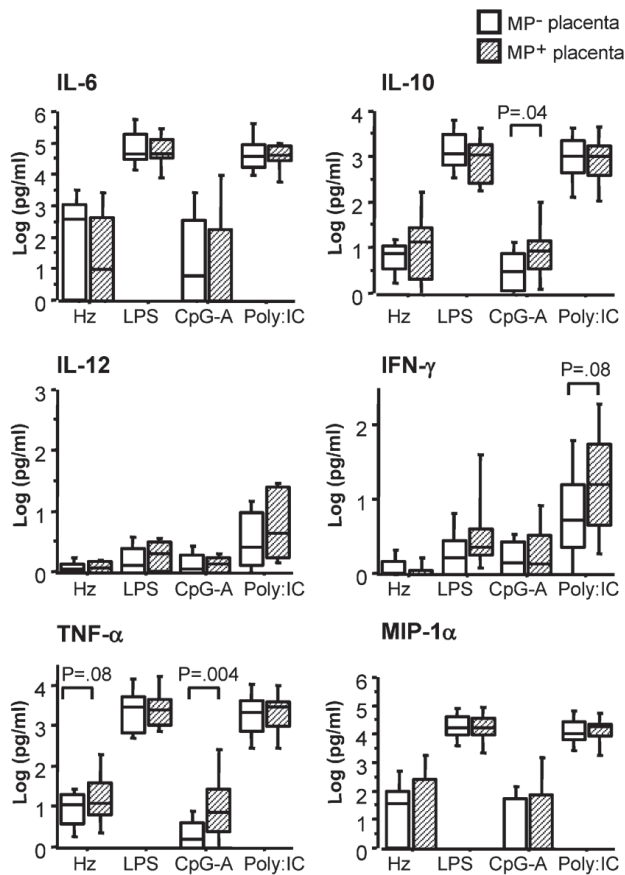 MP- placenta
MP+ placenta
IL-6
Log (pg/ml)
6
5
4
3
2
1
0
Hz LPS CpG-A Poly:IC
IL-10
P=.04
Log (pg/ml)
4
3
2
1
0
Hz LPS CpG-A Poly:IC
IL-12
Log (pg/ml)
3
2
1
0
Hz LPS CpG-A Poly:IC
IFN-γ
P=.08
Log (pg/ml)
2
1
0
Hz LPS CpG-A Poly:IC
TNF-α
P=.08 P=.004
Log (pg/ml)
4
3
2
1
0
Hz LPS CpG-A Poly:IC
MIP-1α
Log (pg/ml)
5
4
3
2
1
0
Hz LPS CpG-A Poly:IC